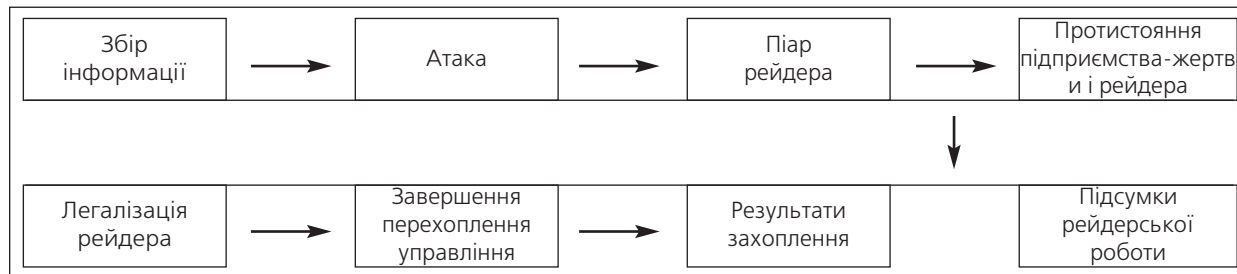 Збір
інформації
Атака
Піар
рейдера
Протистояння
підприємства-жертв
и і рейдера
Легалізація
рейдера
Завершення
перехоплення
управління
Результати
захоплення
Підсумки
рейдерської
роботи